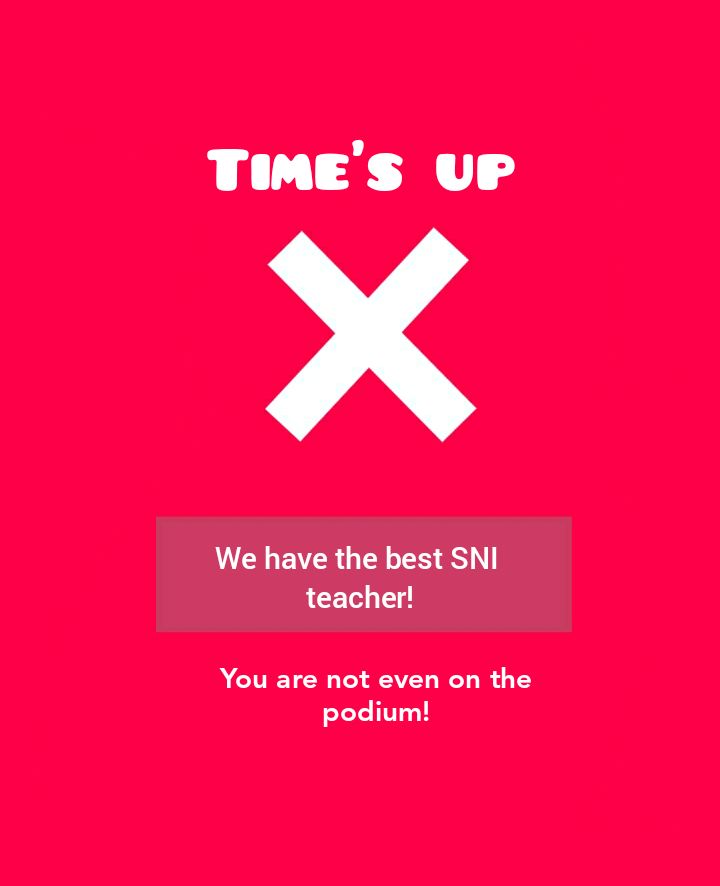 TIME'S UP
We have the best SNI
teacher!
You are not even on the
podium!